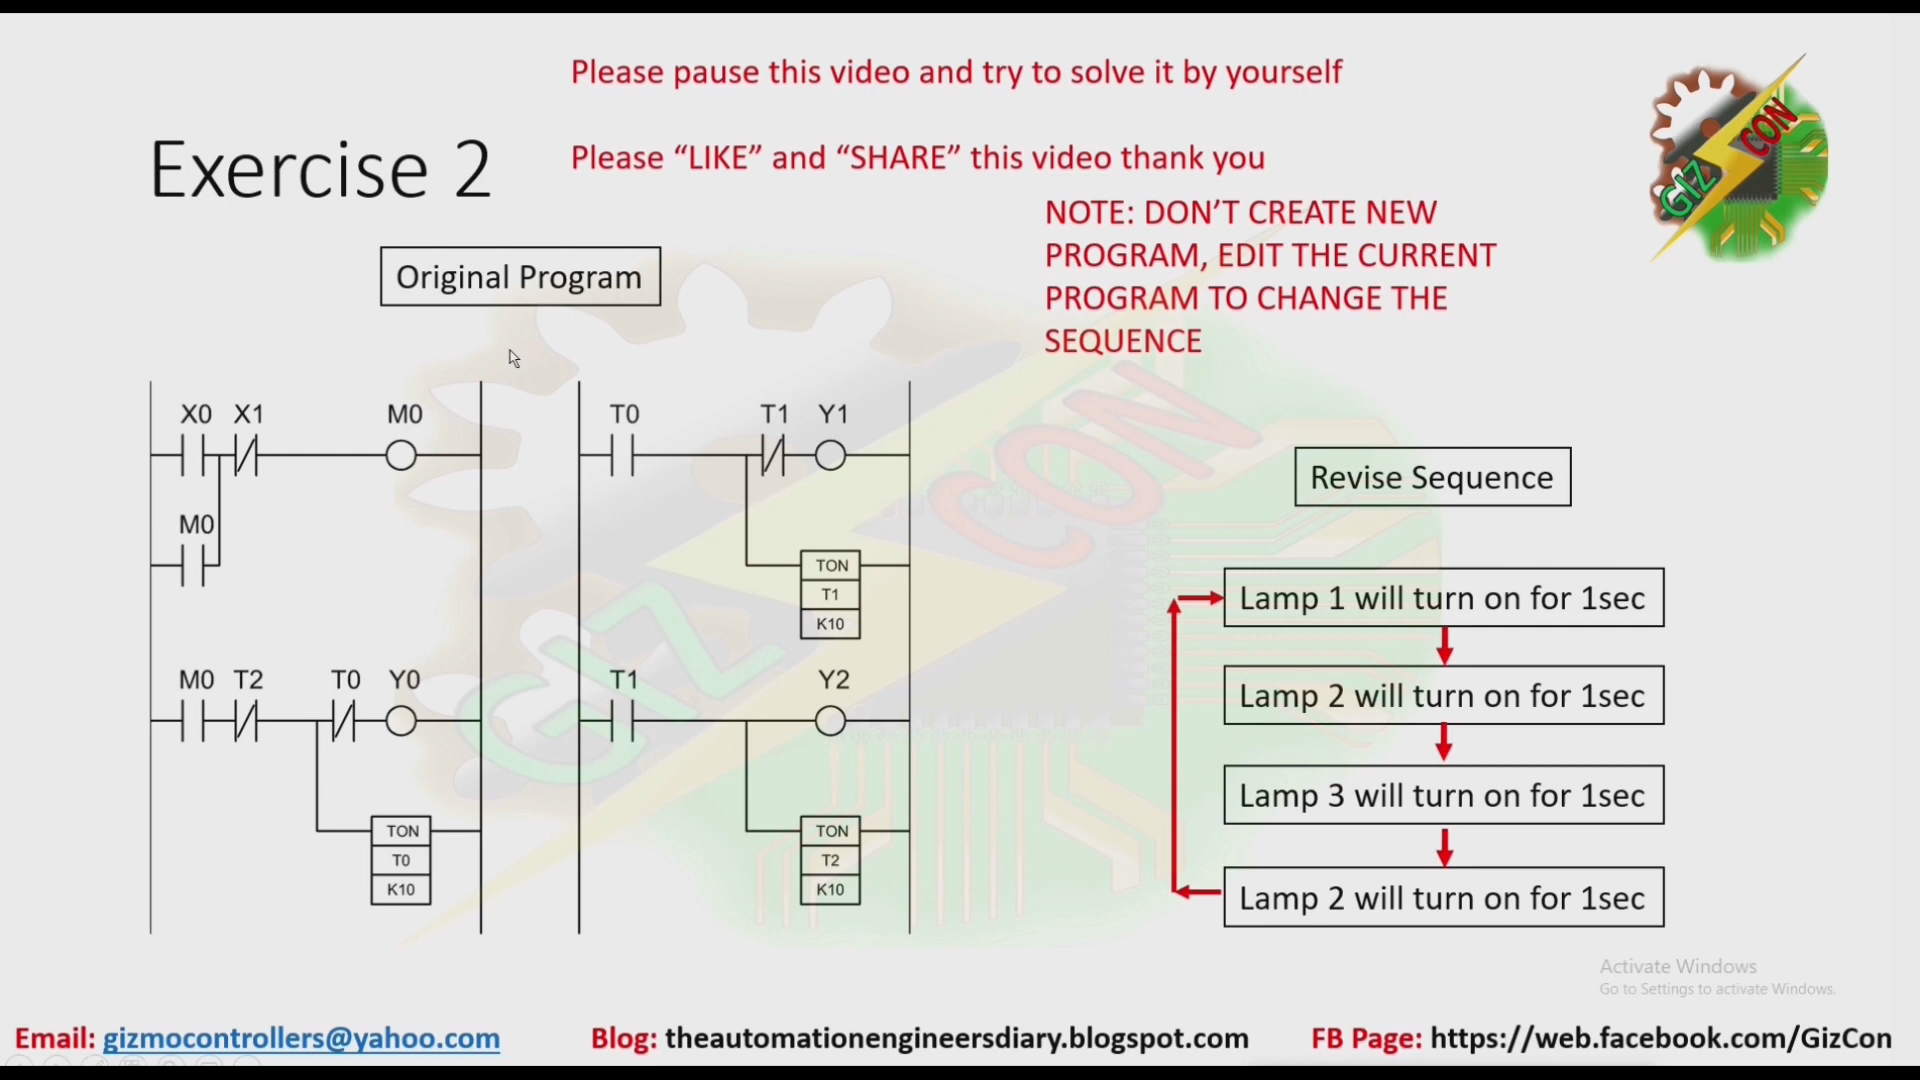 Please pause this video and try to solve it by yourself
Exercise 2
Please “LIKE” and “SHARE” this video thank you
GIZ CON
NOTE: DON’T CREATE NEW
PROGRAM, EDIT THE CURRENT
PROGRAM TO CHANGE THE
SEQUENCE
Original Program
X0 X1 M0
M0
M0 T2 T0 Y0
TON
T0
K10
T0 T1 Y1
TON
T1
K10
T1 Y2
TON
T2
K10
GIZ CON
Revise Sequence
Lamp 1 will turn on for 1sec
Lamp 2 will turn on for 1sec
Lamp 3 will turn on for 1sec
Lamp 2 will turn on for 1sec
Activate Windows
Go to Settings to activate Windows.
Email: gizmocontrollers@yahoo.com Blog: theautomationengineersdiary.blogspot.com FB Page: https://web.facebook.com/GizCon